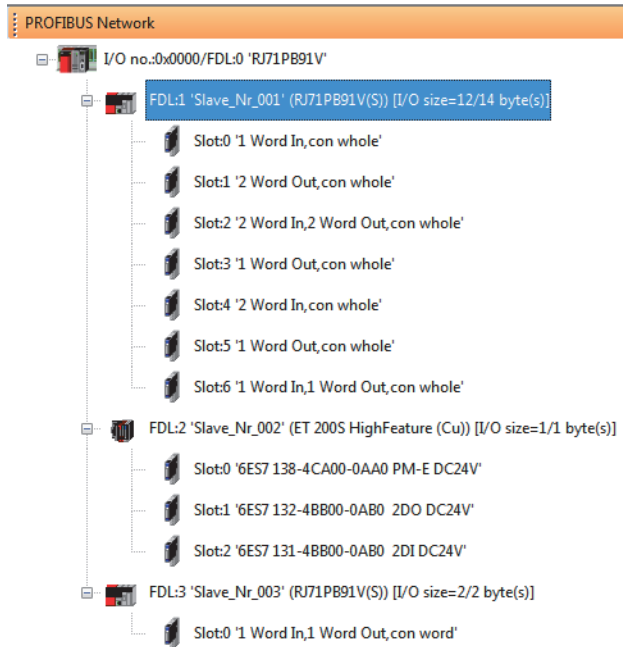 PROFIBUS Network
I/O no.:0x0000/FDL:0 'RJ71PB91V'
FDL:1 'Slave_Nr_001' (RJ71PB91V(S)) [I/O size=12/14 byte(s)]
Slot:0 '1 Word In,con whole'
Slot:1 '2 Word Out,con whole'
Slot:2 '2 Word In,2 Word Out,con whole'
Slot:3 '1 Word Out,con whole'
Slot:4 '2 Word In,con whole'
Slot:5 '1 Word Out,con whole'
Slot:6 '1 Word In,1 Word Out,con whole'
FDL:2 'Slave_Nr_002' (ET 200S HighFeature (Cu)) [I/O size=1/1 byte(s)]
Slot:0 '6ES7 138-4CA00-0AA0 PM-E DC24V'
Slot:1 '6ES7 132-4BB00-0AB0  2DO DC24V'
Slot:2 '6ES7 131-4BB00-0AB0  2DI DC24V'
FDL:3 'Slave_Nr_003' (RJ71PB91V(S)) [I/O size=2/2 byte(s)]
Slot:0 '1 Word In,1 Word Out,con word'